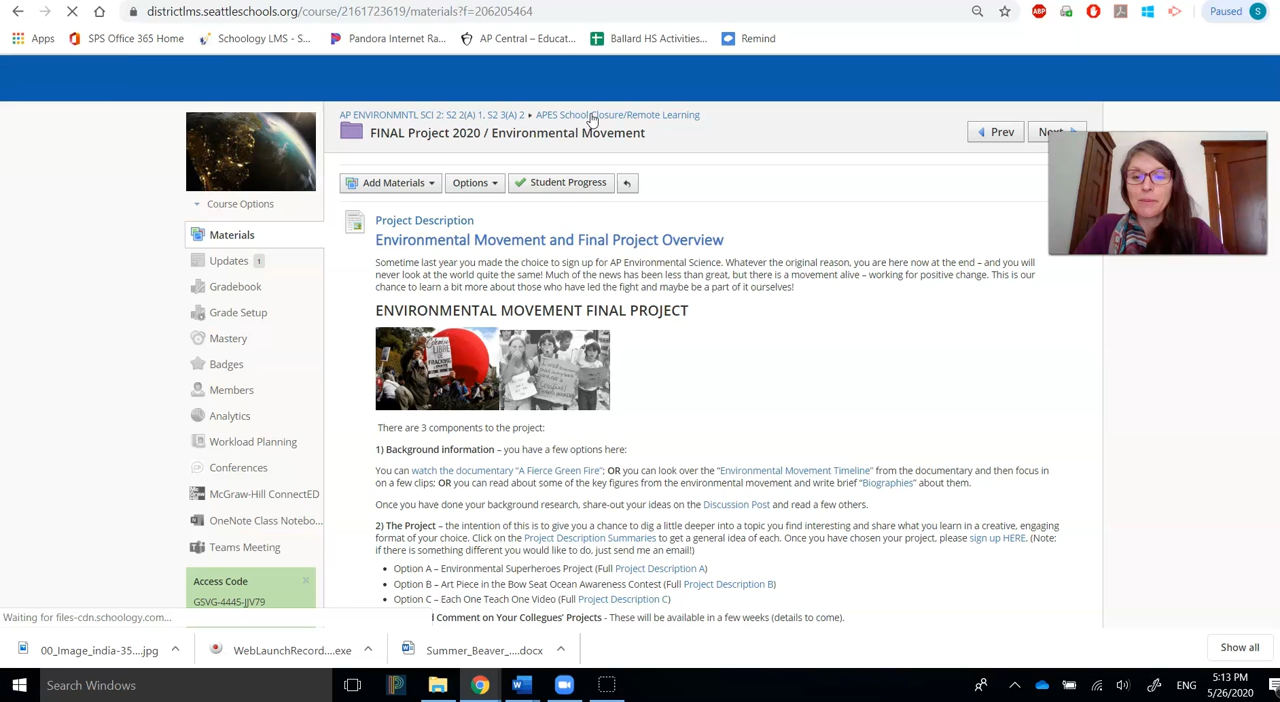 districtlms.seattleschools.org/course/2161723619/materials?f=206205464
ABP
Paused S
Apps SPS Office 365 Home Schoology LMS - S... Pandora Internet Ra... AP Central – Educat... Ballard HS Activities... Remind
AP ENVIRONMNTL SCI 2: S2 2(A) 1, S2 3(A) 2 ▸ APES School Closure/Remote Learning
FINAL Project 2020 / Environmental Movement
Prev Next
Add Materials Options Student Progress
Course Options
Materials
Updates 1
Gradebook
Grade Setup
Mastery
Badges
Members
Analytics
Workload Planning
Conferences
McGraw-Hill ConnectED
OneNote Class Notebo...
Teams Meeting
Access Code ×
GSVG-4445-JJV79
Project Description
Environmental Movement and Final Project Overview
Sometime last year you made the choice to sign up for AP Environmental Science. Whatever the original reason, you are here now at the end – and you will
never look at the world quite the same! Much of the news has been less than great, but there is a movement alive – working for positive change. This is our
chance to learn a bit more about those who have led the fight and maybe be a part of it ourselves!
ENVIRONMENTAL MOVEMENT FINAL PROJECT
There are 3 components to the project:
1) Background information – you have a few options here:
You can watch the documentary “A Fierce Green Fire”; OR you can look over the “Environmental Movement Timeline” from the documentary and then focus in
on a few clips; OR you can read about some of the key figures from the environmental movement and write brief “Biographies” about them.
Once you have done your background research, share-out your ideas on the Discussion Post and read a few others.
2) The Project – the intention of this is to give you a chance to dig a little deeper into a topic you find interesting and share what you learn in a creative, engaging
format of your choice. Click on the Project Description Summaries to get a general idea of each. Once you have chosen your project, please sign up HERE. (Note:
if there is something different you would like to do, just send me an email!)
• Option A – Environmental Superheroes Project (Full Project Description A)
• Option B – Art Piece in the Bow Seat Ocean Awareness Contest (Full Project Description B)
• Option C – Each One Teach One Video (Full Project Description C)
d Comment on Your Collegues' Projects - These will be available in a few weeks (details to come).
Waiting for files-cdn.schoology.com...
00_Image_india-35....jpg WebLaunchRecord....exe Summer_Beaver_....docx Show all
Search Windows
ENG
5:13 PM
5/26/2020